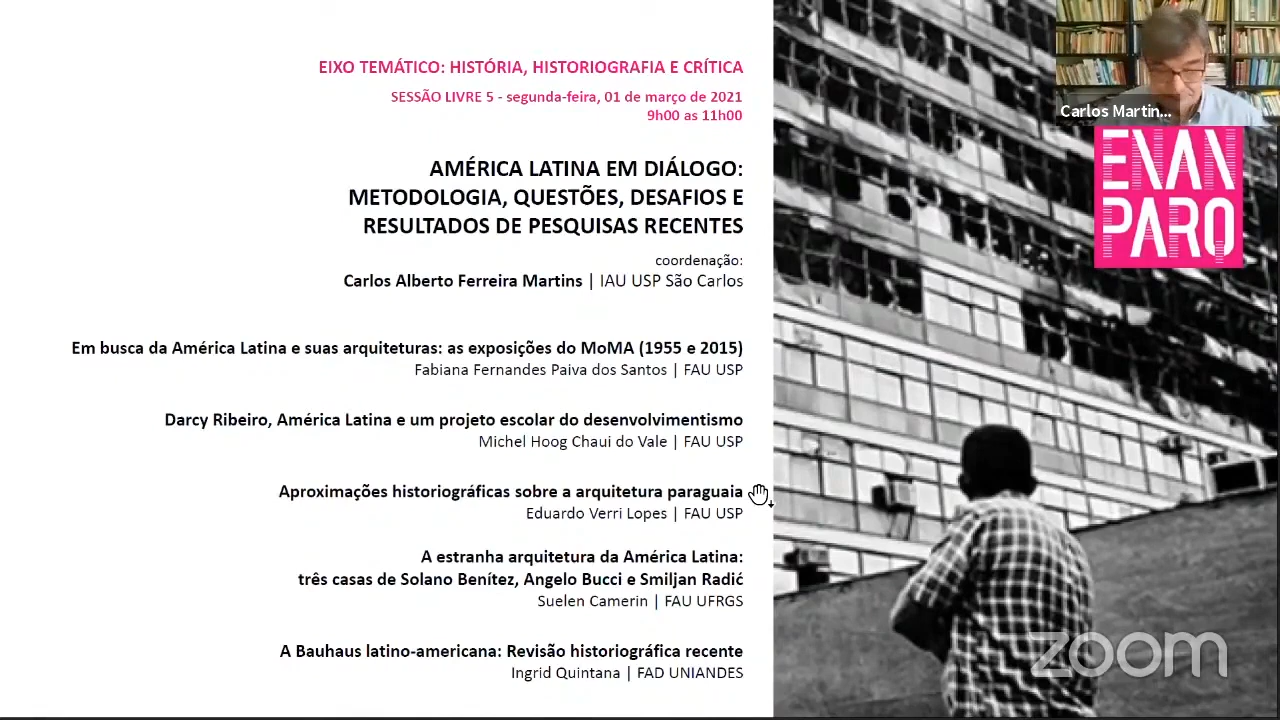 EIXO TEMÁTICO: HISTÓRIA, HISTORIOGRAFIA E CRÍTICA
SESSÃO LIVRE 5 - segunda-feira, 01 de março de 2021
9h00 as 11h00
AMÉRICA LATINA EM DIÁLOGO:
METODOLOGIA, QUESTÕES, DESAFIOS E
RESULTADOS DE PESQUISAS RECENTES
coordenação:
Carlos Alberto Ferreira Martins | IAU USP São Carlos
Em busca da América Latina e suas arquiteturas: as exposições do MoMA (1955 e 2015)
Fabiana Fernandes Paiva dos Santos | FAU USP
Darcy Ribeiro, América Latina e um projeto escolar do desenvolvimentismo
Michel Hoog Chaui do Vale | FAU USP
Aproximações historiográficas sobre a arquitetura paraguaia
Eduardo Verri Lopes | FAU USP
A estranha arquitetura da América Latina:
três casas de Solano Benítez, Angelo Bucci e Smiljan Radić
Suelen Camerin | FAU UFRGS
A Bauhaus latino-americana: Revisão historiográfica recente
Ingrid Quintana | FAD UNIANDES
Carlos Martin...
ENAN
PARQ
zoom